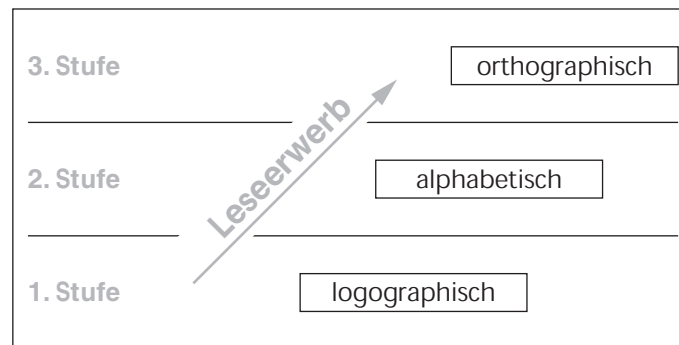 3. Stufe
orthographisch
Leseerwerb
2. Stufe
alphabetisch
1. Stufe
logographisch